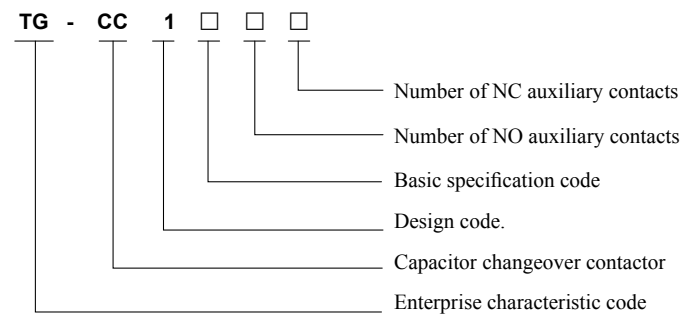 TG - CC 1 □ □ □
Number of NC auxiliary contacts
Number of NO auxiliary contacts
Basic specification code
Design code.
Capacitor changeover contactor
Enterprise characteristic code